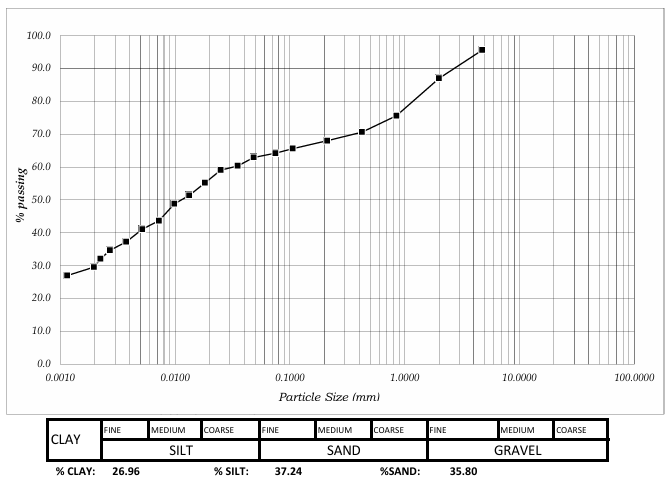 100.0
90.0
80.0
70.0
60.0
50.0
40.0
30.0
20.0
10.0
0.0
% passing
0.0010 0.0100 0.1000 1.0000 10.0000 100.0000
Particle Size (mm)
CLAY FINE MEDIUM COARSE FINE MEDIUM COARSE FINE MEDIUM COARSE
SILT SAND GRAVEL
% CLAY: 26.96 % SILT: 37.24 %SAND: 35.80